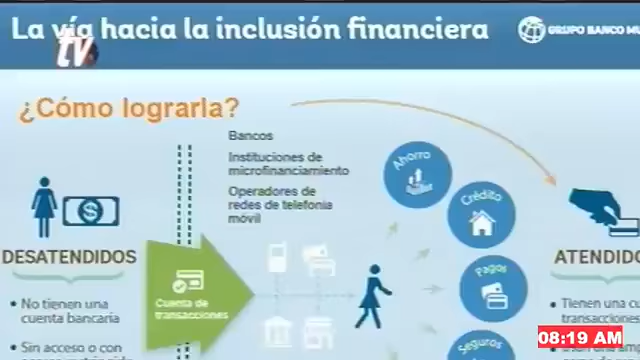 La vía hacia la inclusión financiera
GRUPO BANCO MU
tv
¿Cómo lograrla?
Bancos
Instituciones de
microfinanciamiento
Operadores de
redes de telefonía
móvil
Ahorro
Crédito
Pagos
Seguros
DESATENDIDOS
• No tienen una
cuenta bancaria
• Sin acceso o con
Cuenta de
transacciones
ATENDIDO
• Tienen una cu
transacciones
08:19 AM